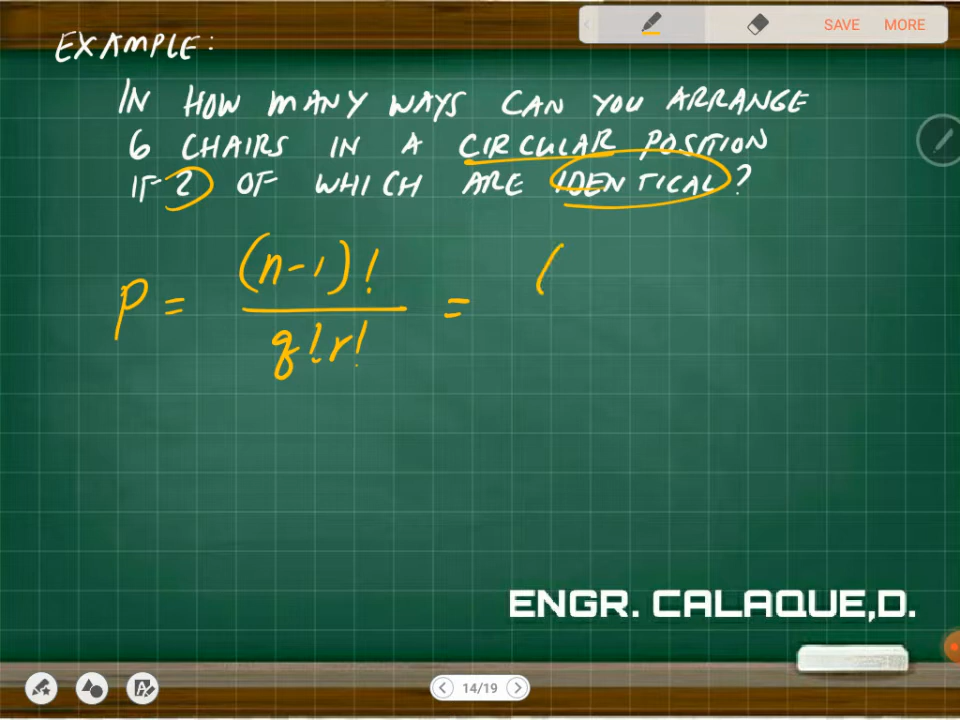 SAVE MORE
EXAMPLE:
IN HOW MANY WAYS CAN YOU ARRANGE
6 CHAIRS IN A CIRCULAR POSITION
IF 2 OF WHICH ARE IDENTICAL?
P = (n-1)! / q!r! = (
ENGR. CALAQUE,D.
14/19